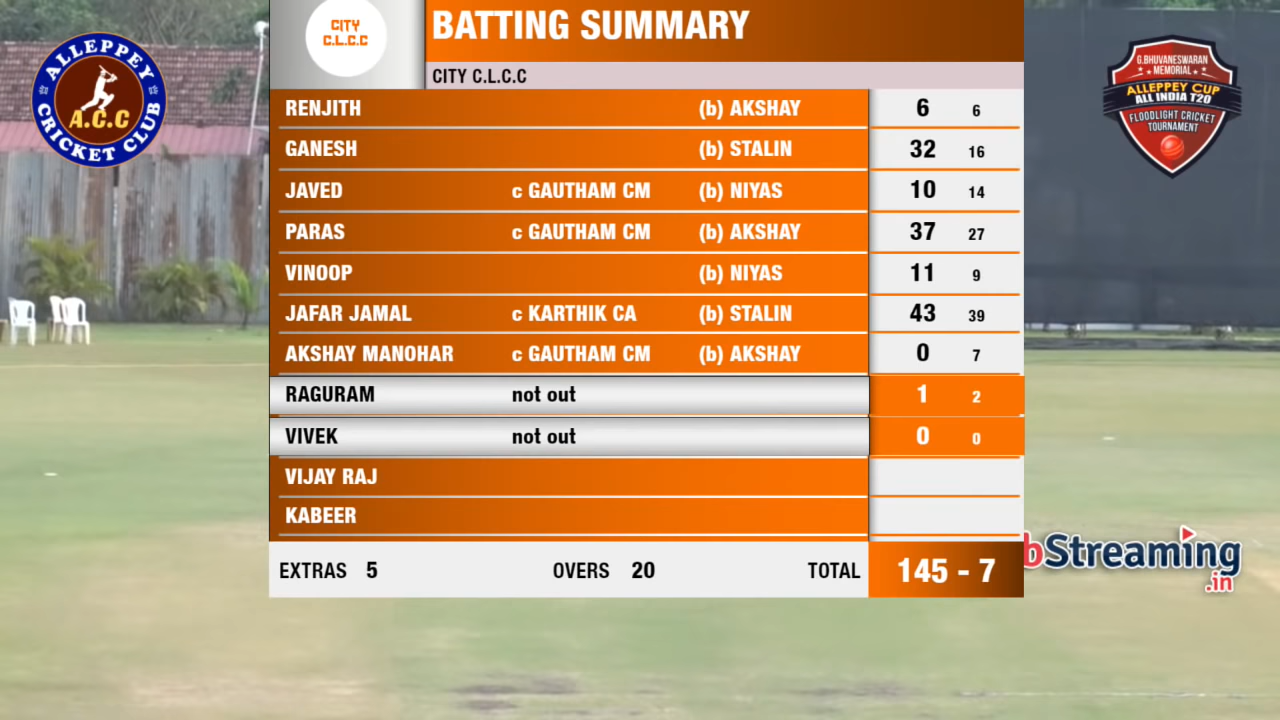 CITY
C.L.C.C
BATTING SUMMARY
CITY C.L.C.C
RENJITH (b) AKSHAY 6 6
GANESH (b) STALIN 32 16
JAVED c GAUTHAM CM (b) NIYAS 10 14
PARAS c GAUTHAM CM (b) AKSHAY 37 27
VINOOP (b) NIYAS 11 9
JAFAR JAMAL c KARTHIK CA (b) STALIN 43 39
AKSHAY MANOHAR c GAUTHAM CM (b) AKSHAY 0 7
RAGURAM not out 1 2
VIVEK not out 0 0
VIJAY RAJ
KABEER
EXTRAS 5 OVERS 20 TOTAL 145 - 7
ALLEPPEY
A.C.C
CRICKET CLUB
G.BHUVANESWARAN
MEMORIAL
ALLEPPEY CUP
ALL INDIA T20
FLOODLIGHT CRICKET
TOURNAMENT
bStreaming
.in